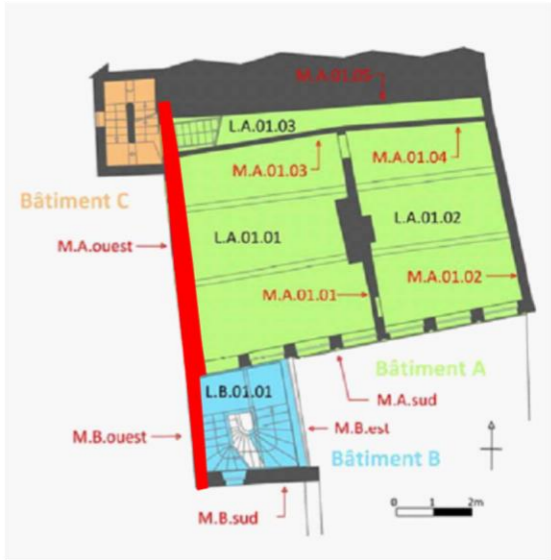 M.A.01.05
L.A.01.03
M.A.01.03
M.A.01.04
Bâtiment C
L.A.01.02
M.A.ouest
L.A.01.01
M.A.01.02
M.A.01.01
Bâtiment A
L.B.01.01
M.A.sud
M.B.ouest
M.B.est
Bâtiment B
M.B.sud
0 1 2m